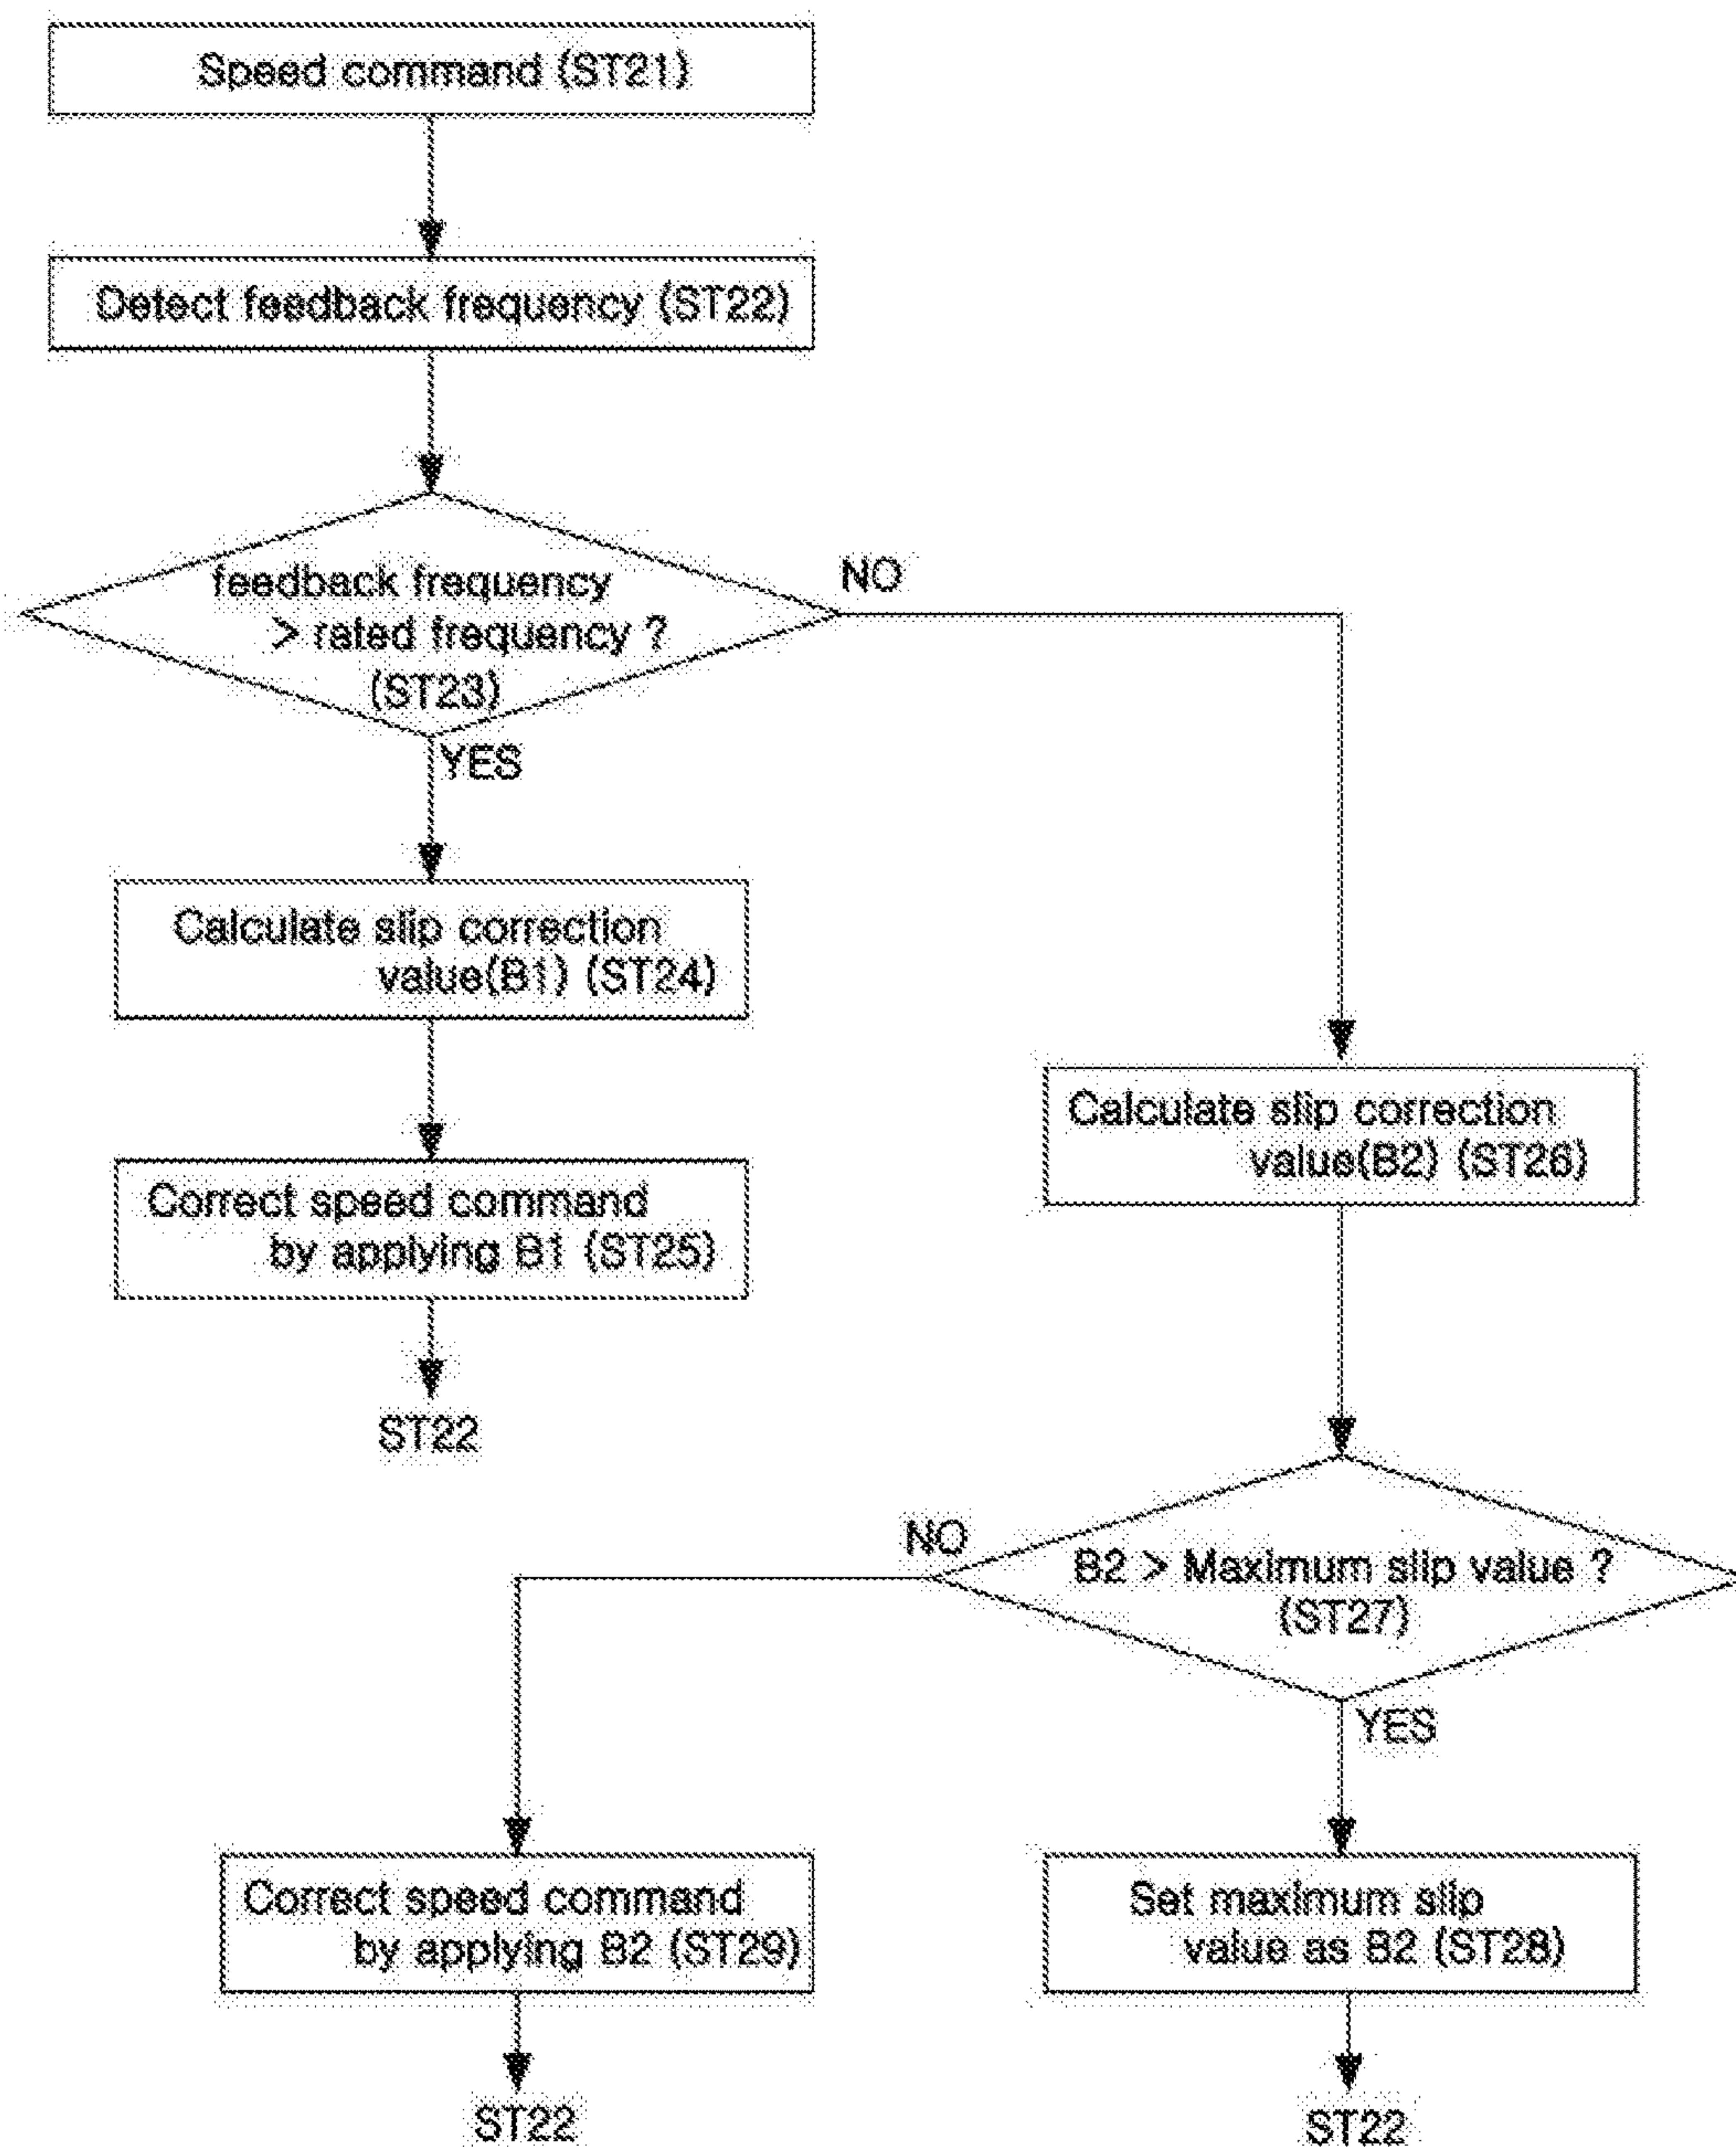 Speed command (ST21)
Detect feedback frequency (ST22)
feedback frequency
> rated frequency ?
(ST23)
NO
YES
Calculate slip correction
value(B1) (ST24)
Correct speed command
by applying B1 (ST25)
ST22
Calculate slip correction
value(B2) (ST26)
B2 > Maximum slip value ?
(ST27)
NO
YES
Correct speed command
by applying B2 (ST29)
ST22
Set maximum slip
value as B2 (ST28)
ST22